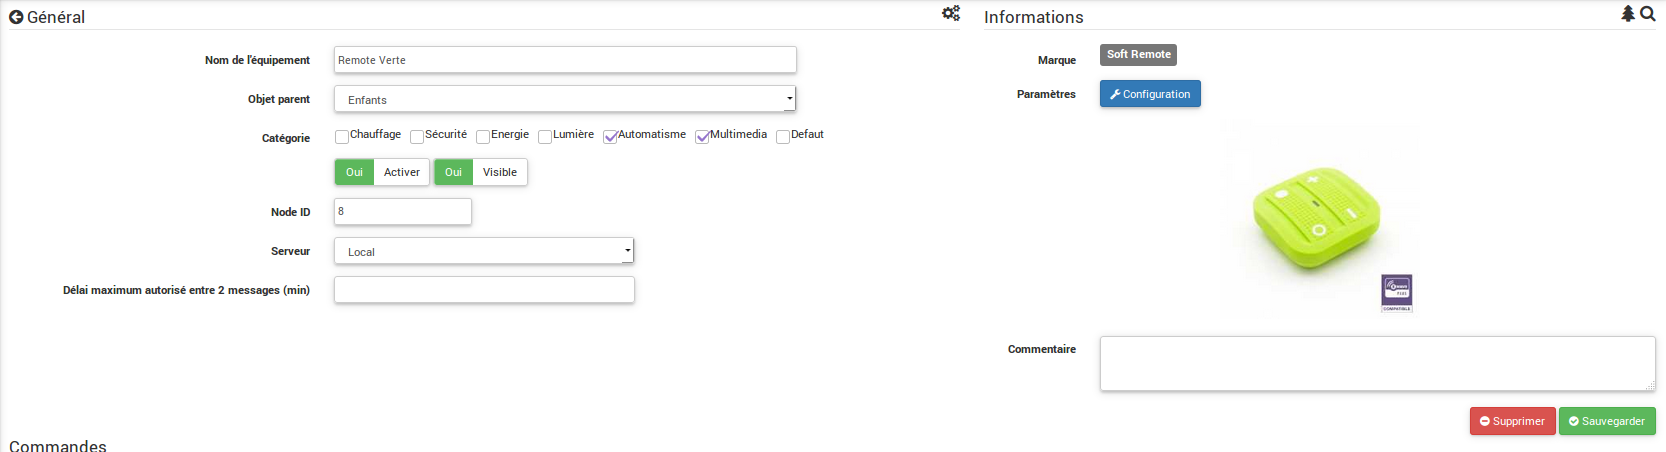 Général
Nom de l'équipement
Remote Verte
Objet parent
Enfants
Catégorie
Chauffage Sécurité Energie Lumière Automatisme Multimedia Defaut
Oui Activer Oui Visible
Node ID
8
Serveur
Local
Délai maximum autorisé entre 2 messages (min)
Informations
Marque
Soft Remote
Paramètres
Configuration
COMPATIBLE
Commentaire
Supprimer Sauvegarder
Commandes